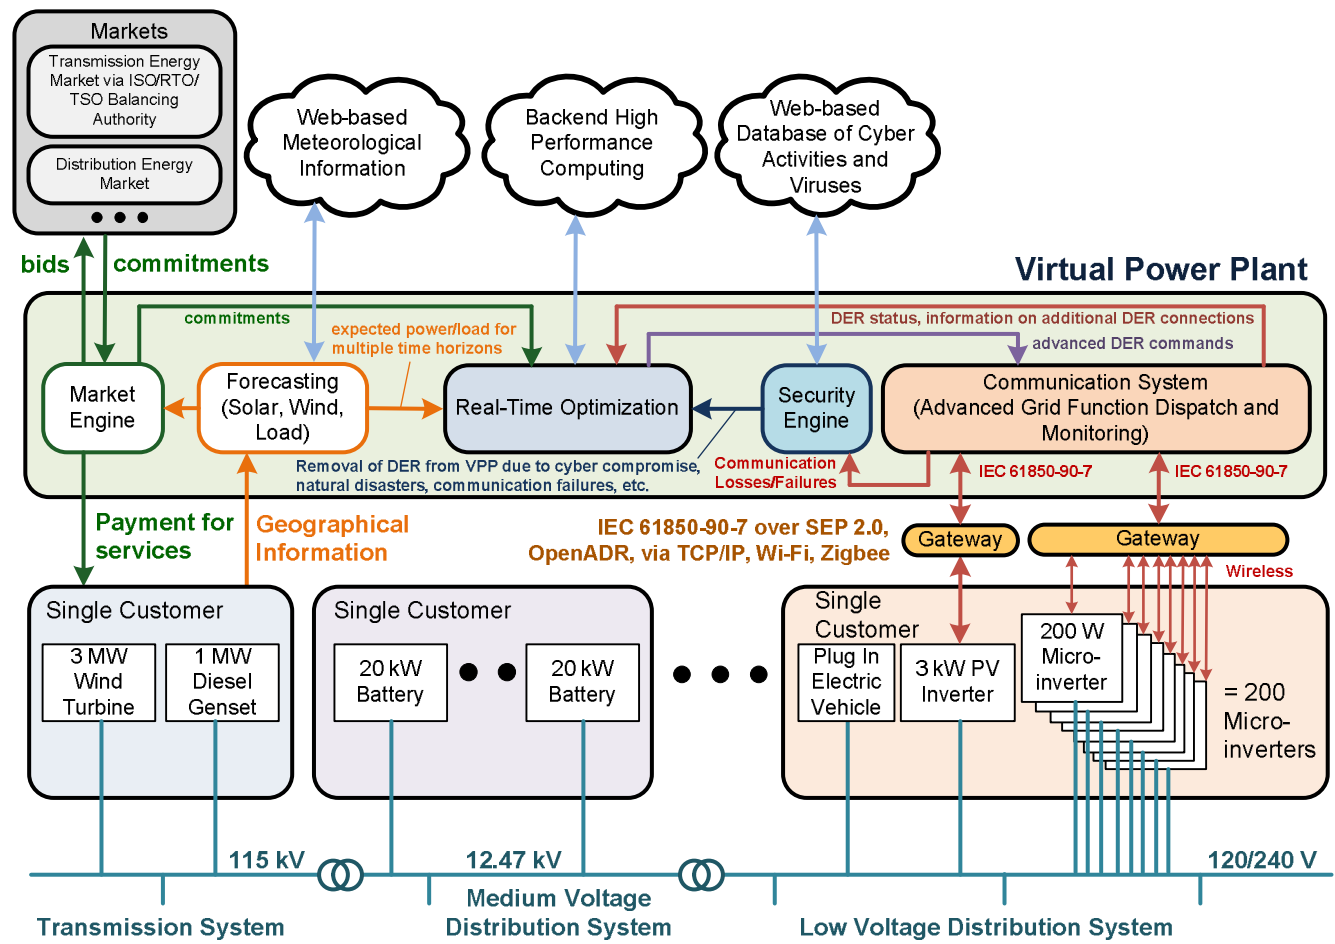 Markets
Transmission Energy
Market via ISO/RTO/
TSO Balancing
Authority
Distribution Energy
Market
Web-based
Meteorological
Information
Backend High
Performance
Computing
Web-based
Database of Cyber
Activities and
Viruses
bids
commitments
Virtual Power Plant
commitments
expected power/load for
multiple time horizons
DER status, information on additional DER connections
advanced DER commands
Market
Engine
Forecasting
(Solar, Wind,
Load)
Real-Time Optimization
Security
Engine
Communication System
(Advanced Grid Function Dispatch and
Monitoring)
Removal of DER from VPP due to cyber compromise,
natural disasters, communication failures, etc.
Communication
Losses/Failures
IEC 61850-90-7
IEC 61850-90-7
Payment for
services
Geographical
Information
IEC 61850-90-7 over SEP 2.0,
OpenADR, via TCP/IP, Wi-Fi, Zigbee
Gateway
Gateway
Wireless
Single Customer
3 MW
Wind
Turbine
1 MW
Diesel
Genset
Single Customer
20 kW
Battery
20 kW
Battery
Single
Customer
Plug In
Electric
Vehicle
3 kW PV
Inverter
200 W
Micro-
inverter
= 200
Micro-
inverters
115 kV
12.47 kV
120/240 V
Transmission System
Medium Voltage
Distribution System
Low Voltage Distribution System